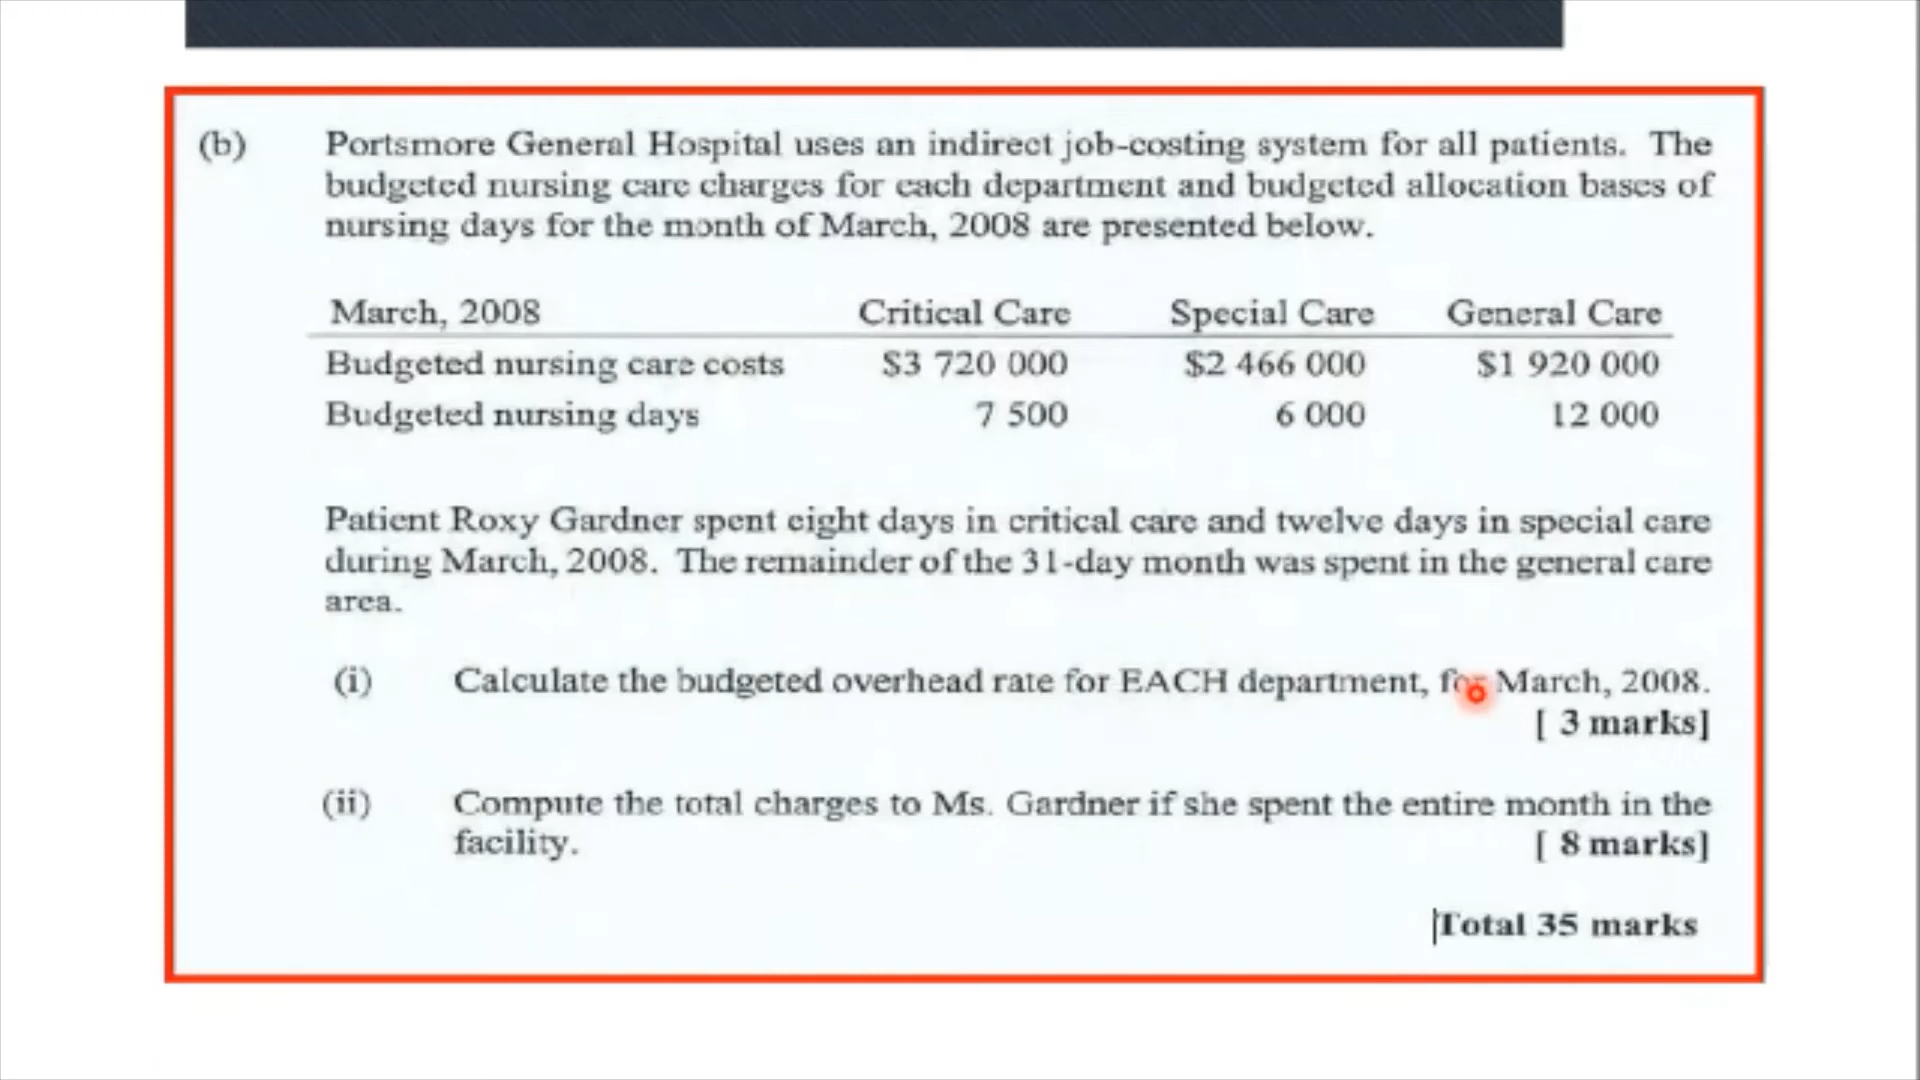 (b) Portsmore General Hospital uses an indirect job-costing system for all patients. The
budgeted nursing care charges for each department and budgeted allocation bases of
nursing days for the month of March, 2008 are presented below.
March, 2008 Critical Care Special Care General Care
Budgeted nursing care costs $3 720 000 $2 466 000 $1 920 000
Budgeted nursing days 7 500 6 000 12 000
Patient Roxy Gardner spent eight days in critical care and twelve days in special care
during March, 2008. The remainder of the 31-day month was spent in the general care
area.
(i) Calculate the budgeted overhead rate for EACH department, for March, 2008.
[ 3 marks]
(ii) Compute the total charges to Ms. Gardner if she spent the entire month in the
facility. [ 8 marks]
Total 35 marks